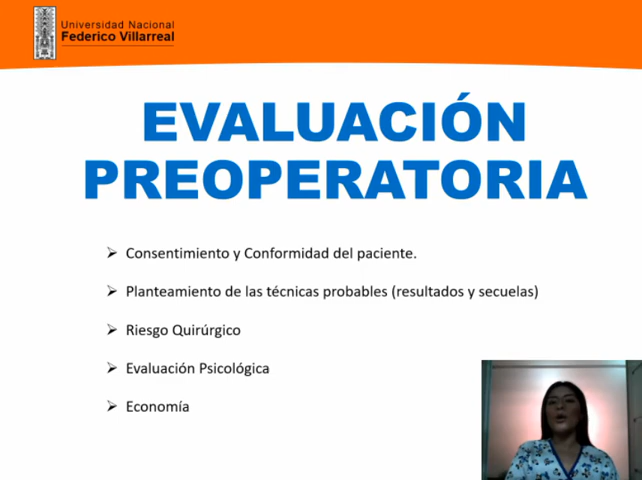 Universidad Nacional
Federico Villarreal
EVALUACIÓN
PREOPERATORIA
Consentimiento y Conformidad del paciente.
Planteamiento de las técnicas probables (resultados y secuelas)
Riesgo Quirúrgico
Evaluación Psicológica
Economía